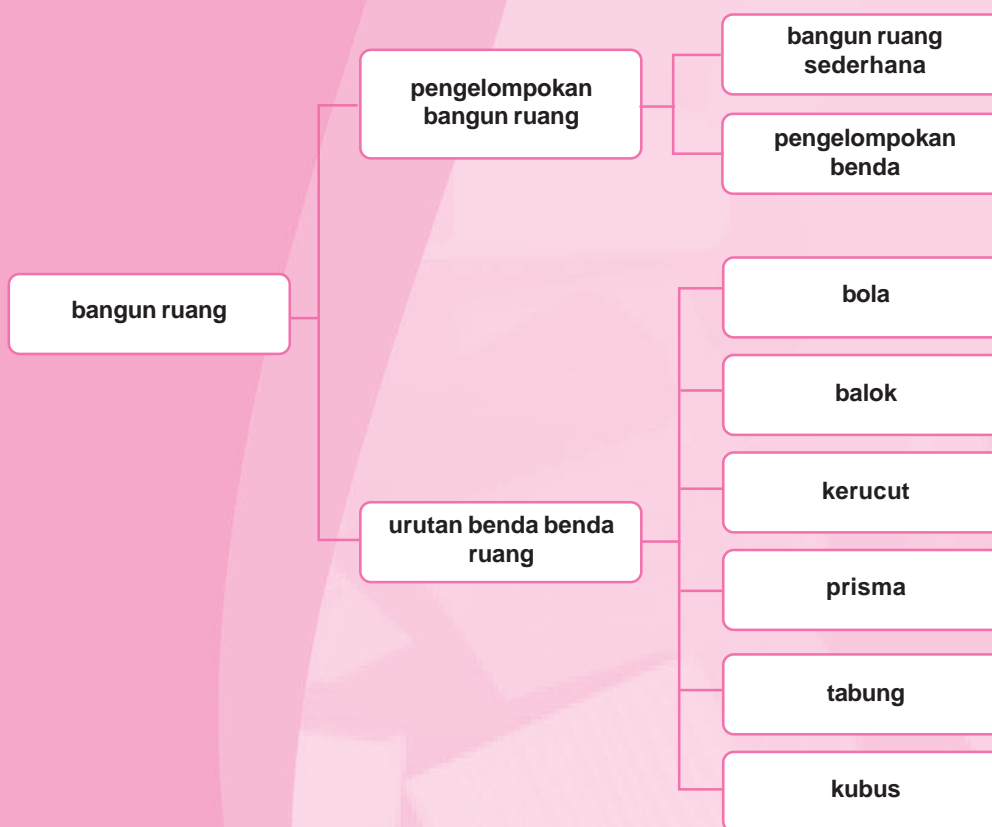 bangun ruang
pengelompokan
bangun ruang
bangun ruang
sederhana
pengelompokan
benda
urutan benda benda
ruang
bola
balok
kerucut
prisma
tabung
kubus